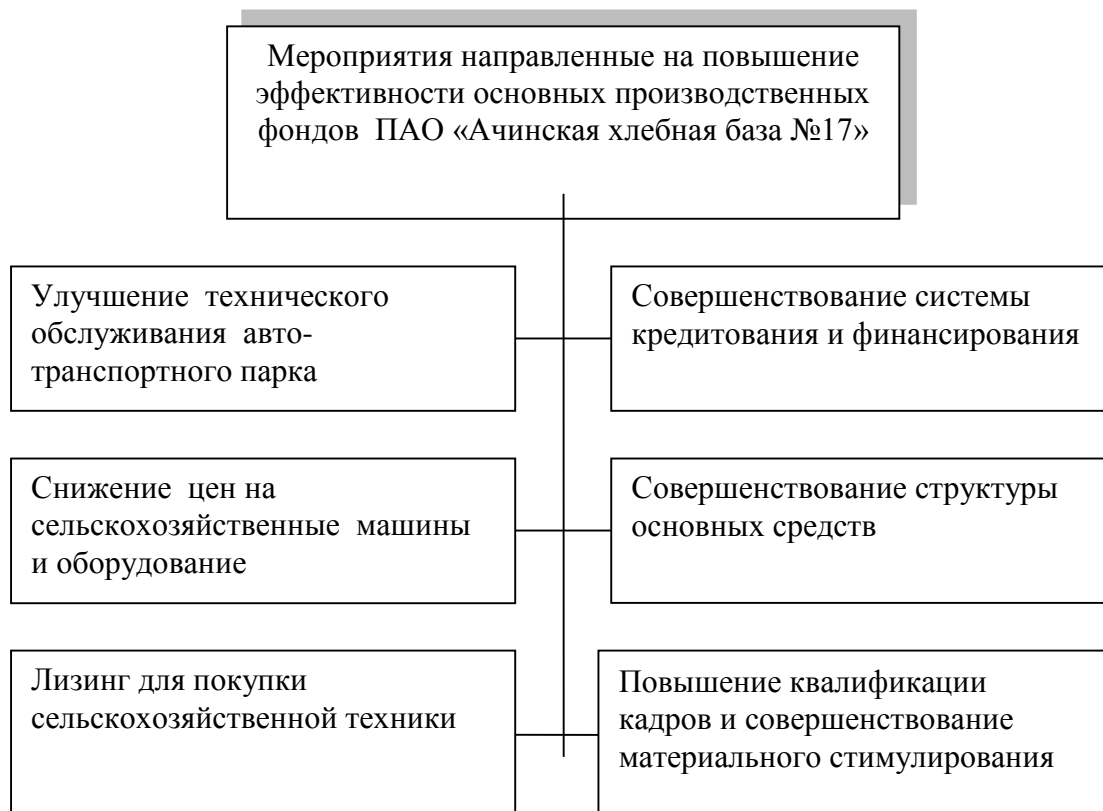 Мероприятия направленные на повышение
эффективности основных производственных
фондов ПАО «Ачинская хлебная база №17»
Улучшение технического
обслуживания авто-
транспортного парка
Совершенствование системы
кредитования и финансирования
Снижение цен на
сельскохозяйственные машины
и оборудование
Совершенствование структуры
основных средств
Лизинг для покупки
сельскохозяйственной техники
Повышение квалификации
кадров и совершенствование
материального стимулирования